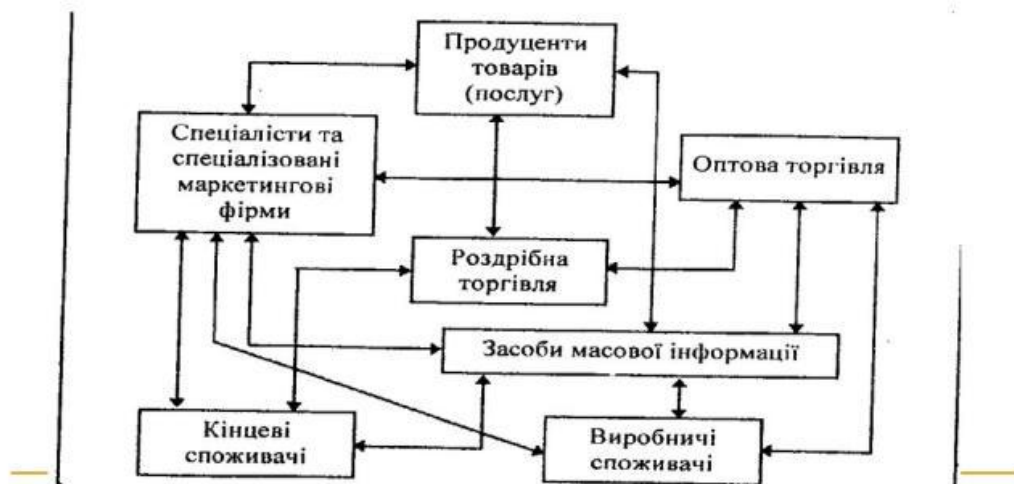 Продуценти
товарів
(послуг)
Спеціалісти та
спеціалізовані
маркетингові
фірми
Оптова торгівля
Роздрібна
торгівля
Засоби масової інформації
Кінцеві
споживачі
Виробничі
споживачі